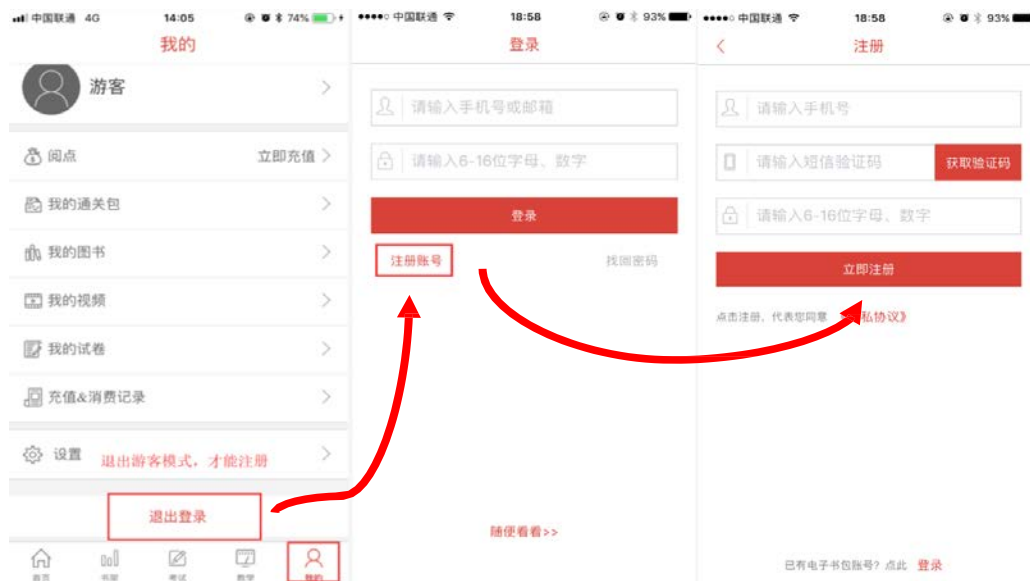 中国联通 4G 14:05 74%
我的
游客
阅点 立即充值
我的通关包
我的图书
我的视频
我的试卷
充值&消费记录
设置 退出游客模式，才能注册
退出登录
首页 书架 考试 教学 我的
中国联通 18:58 93%
登录
请输入手机号或邮箱
请输入6-16位字母、数字
登录
注册账号 找回密码
随便看看>>
中国联通 18:58 93%
注册
请输入手机号
请输入短信验证码 获取验证码
请输入6-16位字母、数字
立即注册
点击注册，代表您同意 私协议》
已有电子书包账号？点此 登录